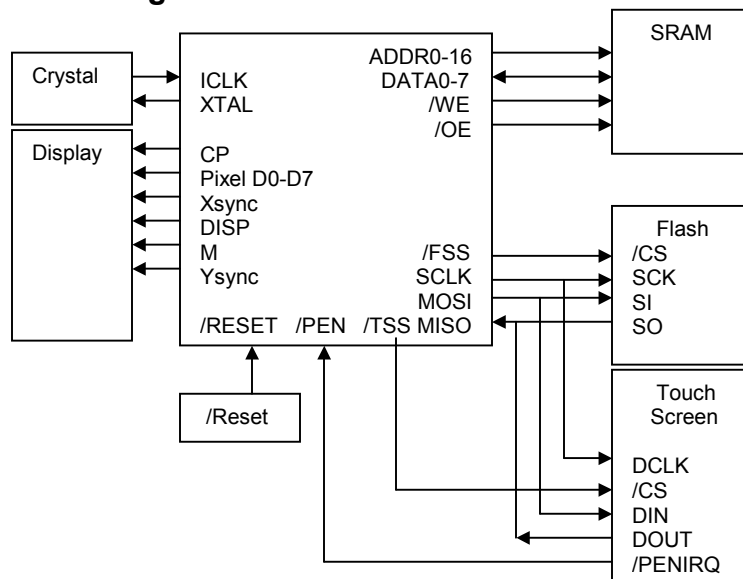 SRAM
Crystal
ICLK
XTAL
ADDR0-16
DATA0-7
/WE
/OE
Display
CP
Pixel D0-D7
Xsync
DISP
M
Ysync
/FSS
SCLK
MOSI
/RESET /PEN /TSS MISO
Flash
/CS
SCK
SI
SO
/Reset
Touch
Screen
DCLK
/CS
DIN
DOUT
/PENIRQ